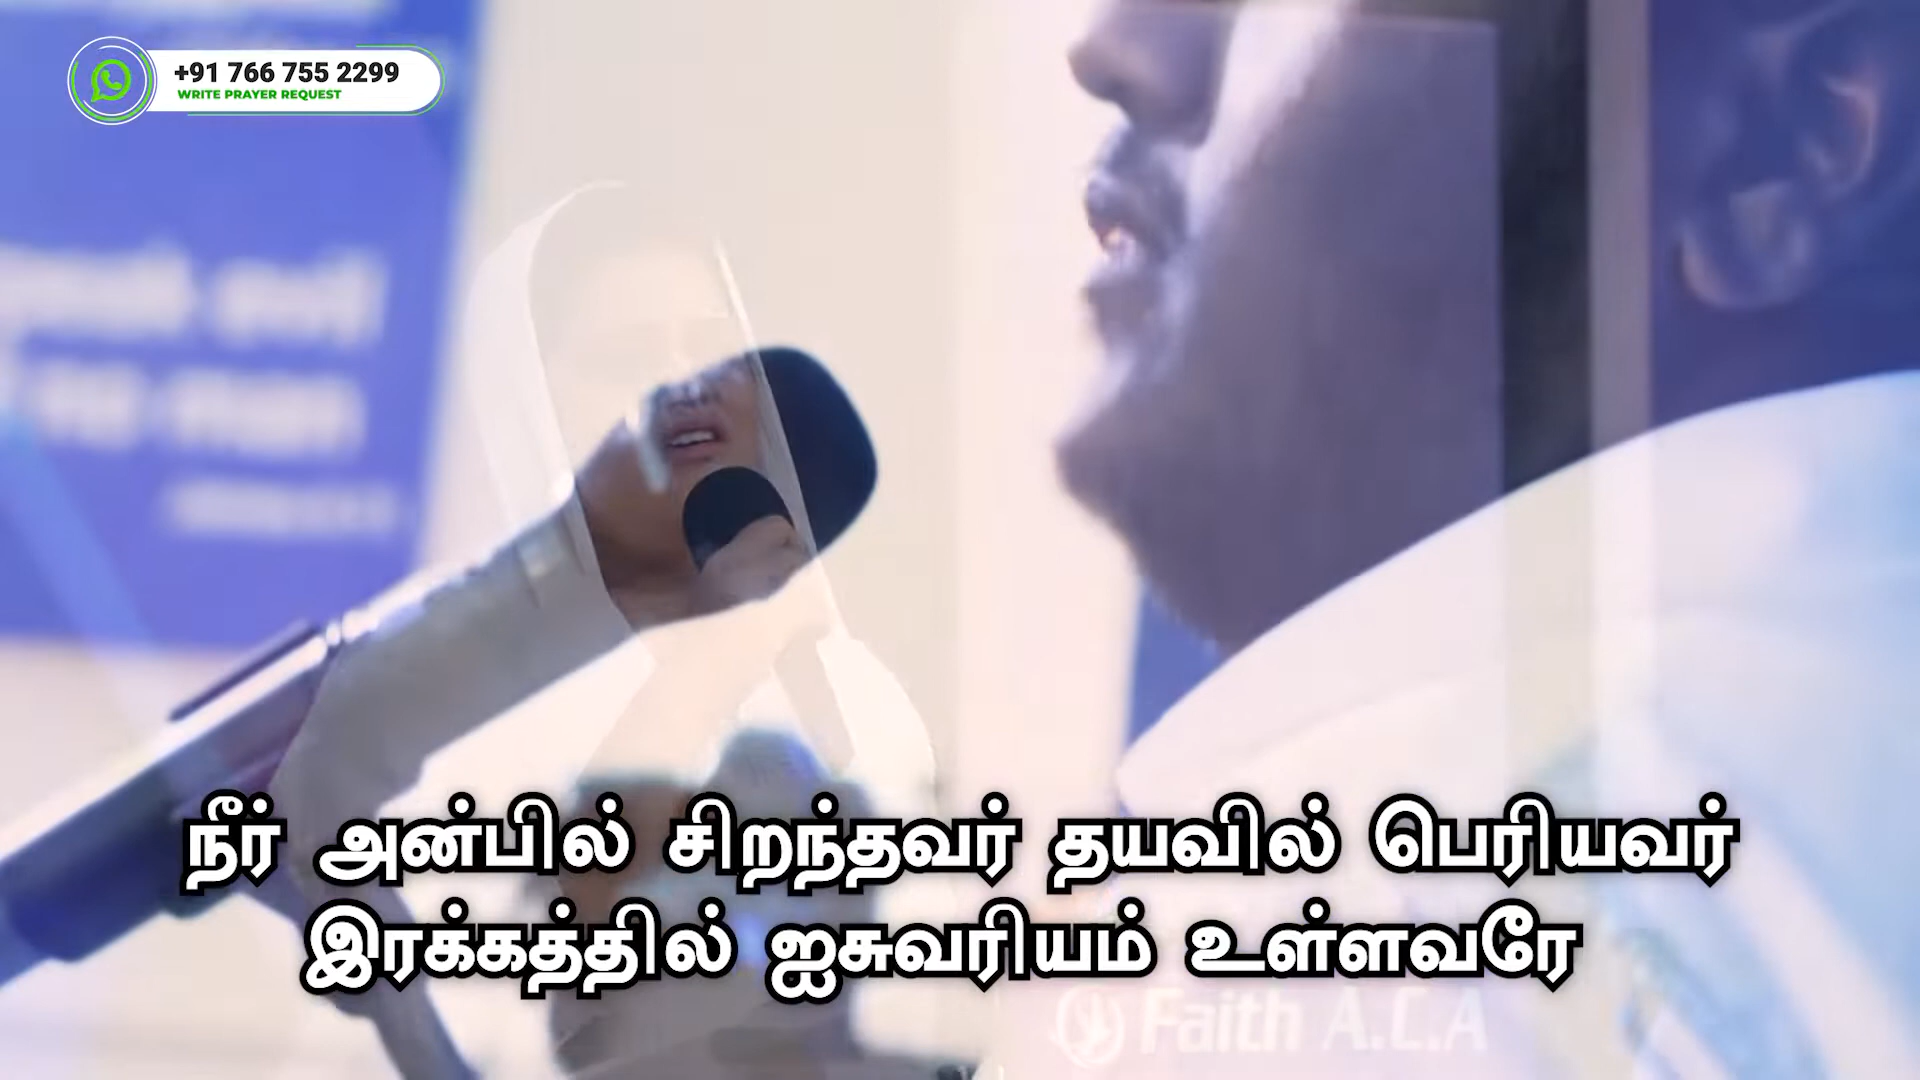 +91 766 755 2299
WRITE PRAYER REQUEST
நீர் அன்பில் சிறந்தவர் தயவில் பெரியவர்
இரக்கத்தில் ஐசுவரியம் உள்ளவரே
Faith A.C.A